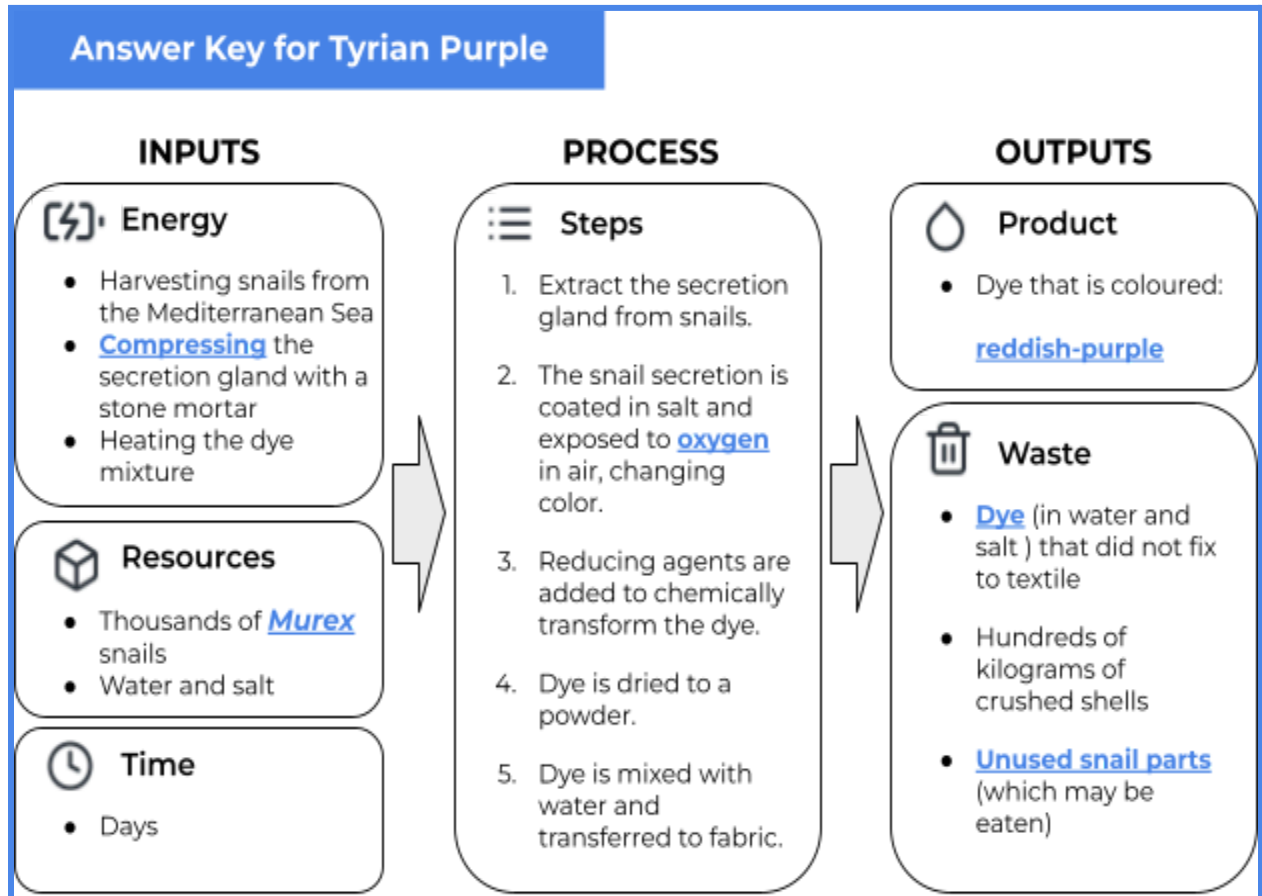 Answer Key for Tyrian Purple
INPUTS
Energy
● Harvesting snails from
the Mediterranean Sea
● Compressing the
secretion gland with a
stone mortar
● Heating the dye
mixture
Resources
● Thousands of Murex
snails
● Water and salt
Time
● Days
PROCESS
Steps
1. Extract the secretion
gland from snails.
2. The snail secretion is
coated in salt and
exposed to oxygen
in air, changing
color.
3. Reducing agents are
added to chemically
transform the dye.
4. Dye is dried to a
powder.
5. Dye is mixed with
water and
transferred to fabric.
OUTPUTS
Product
● Dye that is coloured:
reddish-purple
Waste
● Dye (in water and
salt ) that did not fix
to textile
● Hundreds of
kilograms of
crushed shells
● Unused snail parts
(which may be
eaten)